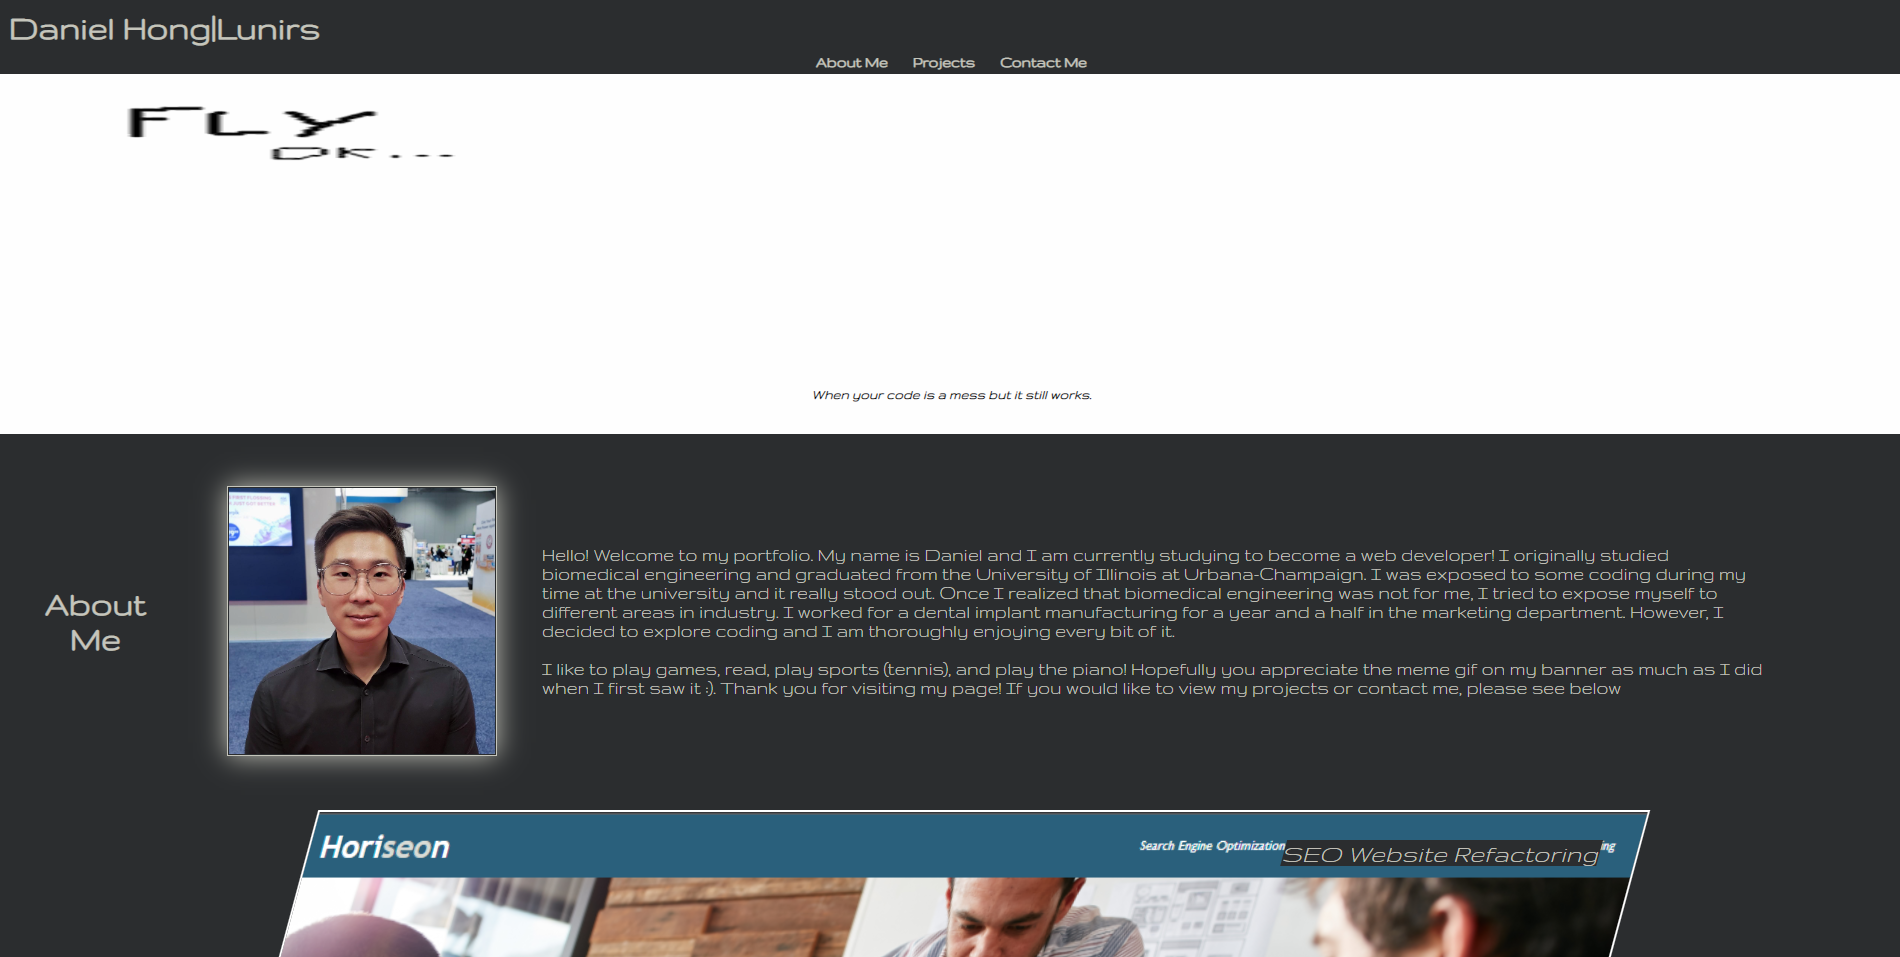 Daniel Hong|Lunirs
About Me Projects Contact Me
FLY
OK...
When your code is a mess but it still works.
About
Me
Hello! Welcome to my portfolio. My name is Daniel and I am currently studying to become a web developer! I originally studied
biomedical engineering and graduated from the University of Illinois at Urbana-Champaign. I was exposed to some coding during my
time at the university and it really stood out. Once I realized that biomedical engineering was not for me, I tried to expose myself to
different areas in industry. I worked for a dental implant manufacturing for a year and a half in the marketing department. However, I
decided to explore coding and I am thoroughly enjoying every bit of it.
I like to play games, read, play sports (tennis), and play the piano! Hopefully you appreciate the meme gif on my banner as much as I did
when I first saw it :). Thank you for visiting my page! If you would like to view my projects or contact me, please see below
Horiseon
Search Engine Optimization
SEO Website Refactoring
ing